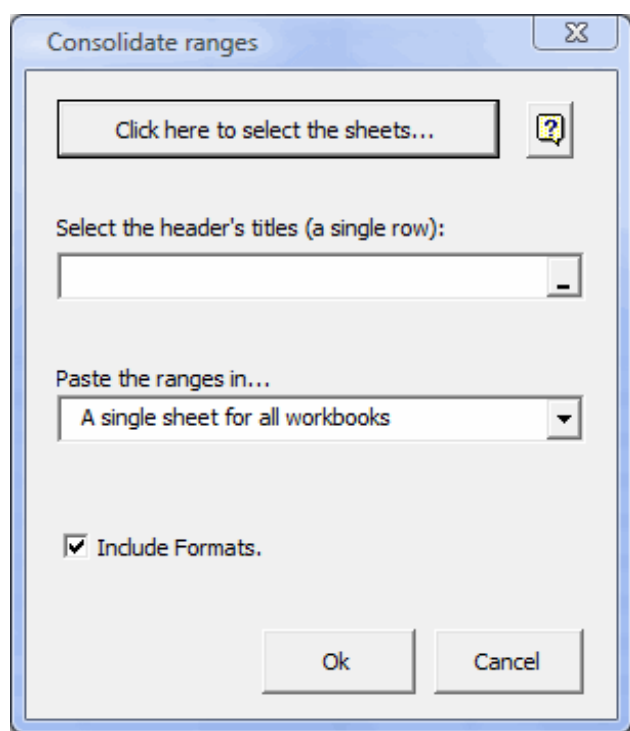 Consolidate ranges
Click here to select the sheets...
Select the header's titles (a single row):
Paste the ranges in...
A single sheet for all workbooks
Include Formats.
Ok Cancel